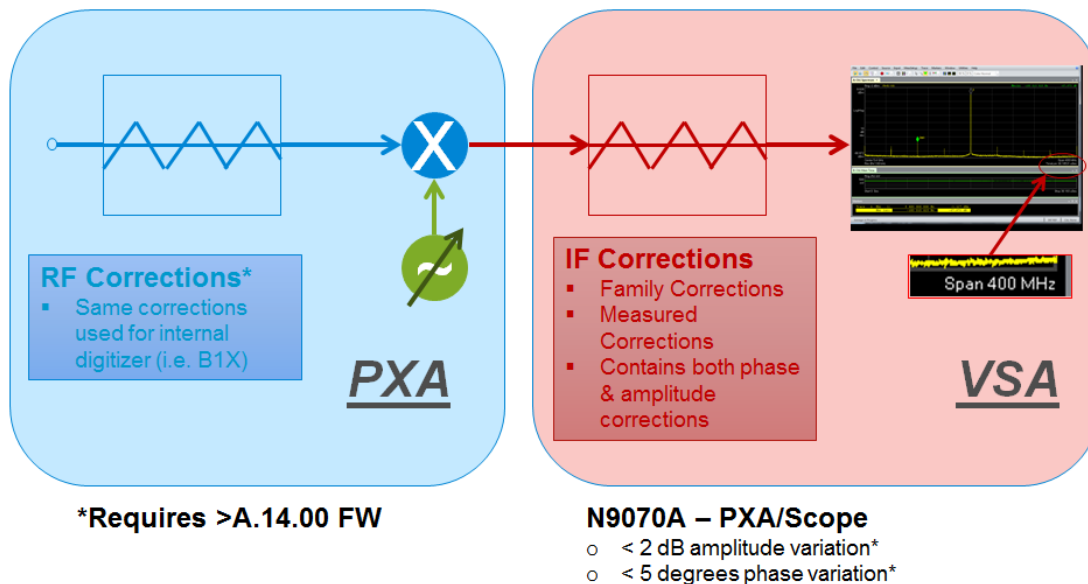 X
~
RF Corrections*
▪ Same corrections
used for internal
digitizer (i.e. B1X)
PXA
IF Corrections
▪ Family Corrections
▪ Measured
Corrections
▪ Contains both phase
& amplitude
corrections
Span 400 MHz
VSA
*Requires >A.14.00 FW
N9070A – PXA/Scope
o < 2 dB amplitude variation*
o < 5 degrees phase variation*